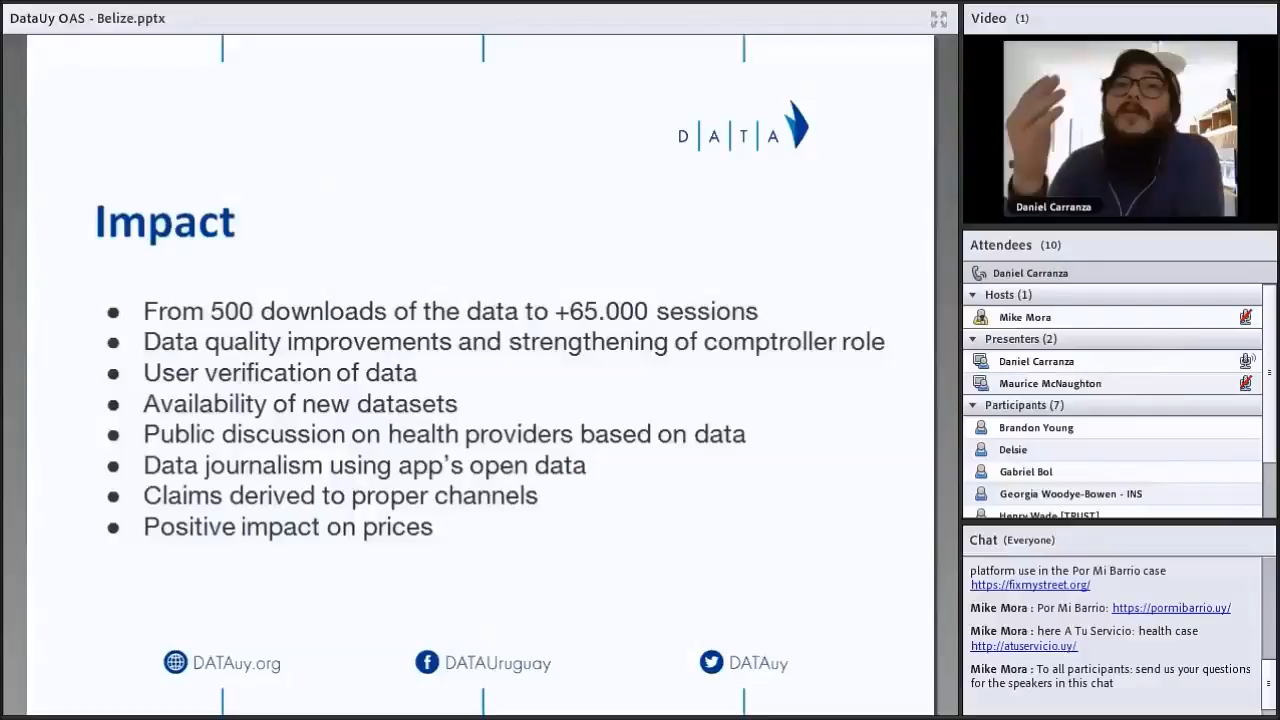 DataUy OAS - Belize.pptx
D|A|T|A
Impact
● From 500 downloads of the data to +65.000 sessions
● Data quality improvements and strengthening of comptroller role
● User verification of data
● Availability of new datasets
● Public discussion on health providers based on data
● Data journalism using app's open data
● Claims derived to proper channels
● Positive impact on prices
DATAuy.org
DATAUruguay
DATAuy
Video (1)
Daniel Carranza
Attendees (10)
Daniel Carranza
Hosts (1)
Mike Mora
Presenters (2)
Daniel Carranza
Maurice McNaughton
Participants (7)
Brandon Young
Delsie
Gabriel Bol
Georgia Woodye-Bowen - INS
Henry Wade [TRUST]
Chat (Everyone)
platform use in the Por Mi Barrio case
https://fixmystreet.org/
Mike Mora : Por Mi Barrio: https://pormibarrio.uy/
Mike Mora : here A Tu Servicio: health case
http://atuservicio.uy/
Mike Mora : To all participants: send us your questions
for the speakers in this chat